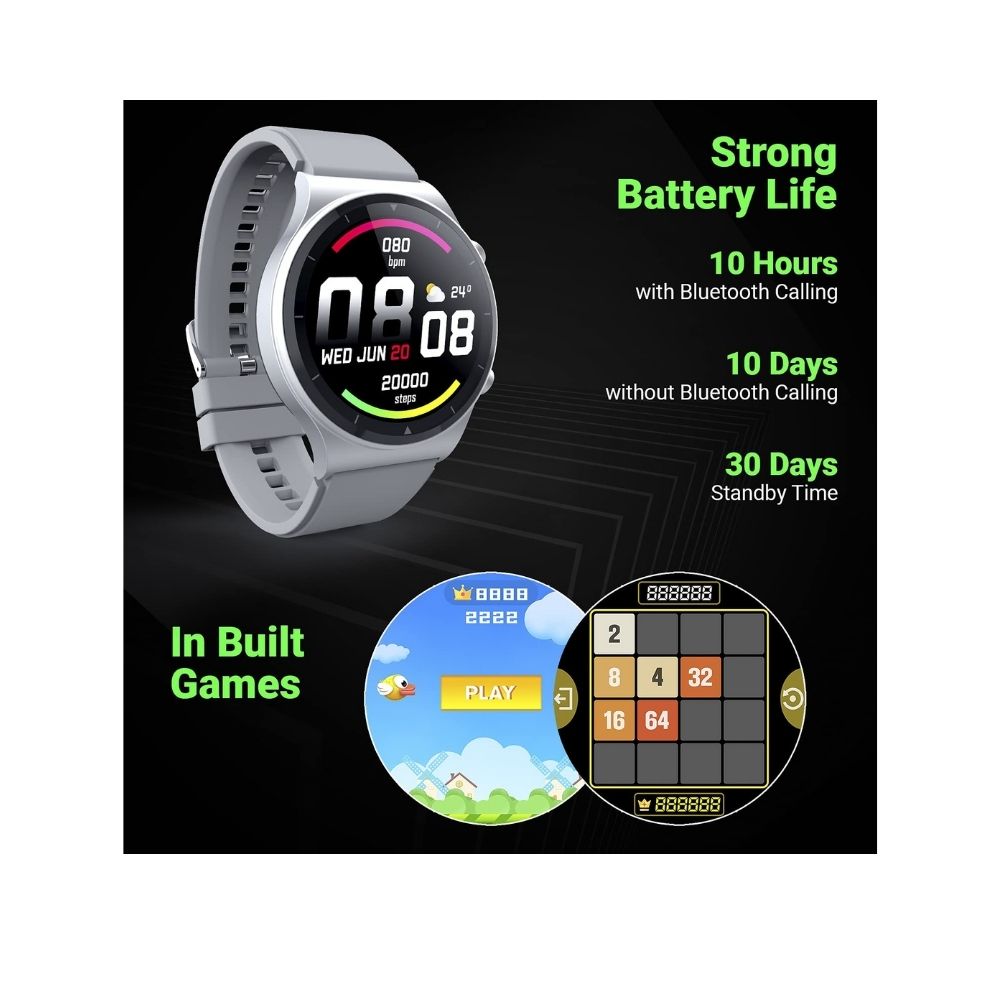 Strong
Battery Life
10 Hours
with Bluetooth Calling
10 Days
without Bluetooth Calling
30 Days
Standby Time
080
bpm
08
24°
08
WED JUN 20
20000
steps
In Built
Games
8888
2222
PLAY
888888
2
8 4 32
16 64
888888